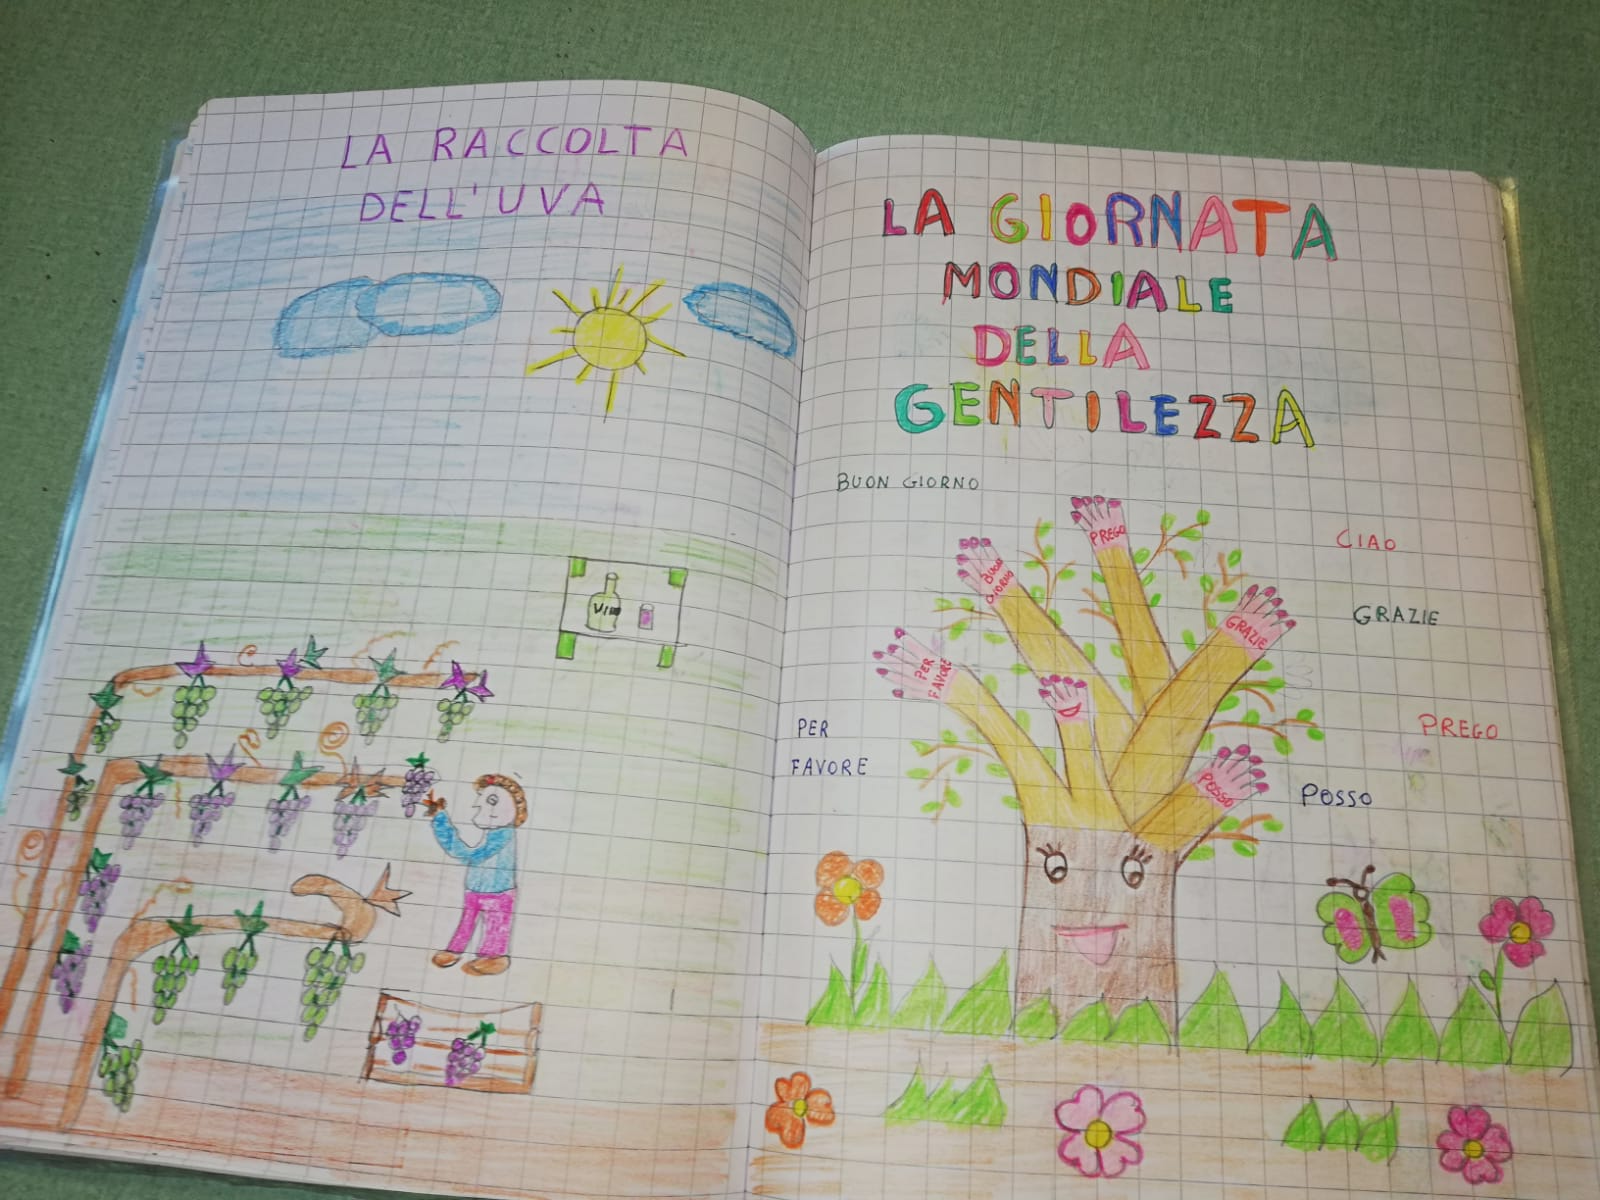 LA RACCOLTA
DELL'UVA
LA GIORNATA
MONDIALE
DELLA
GENTILEZZA
BUON GIORNO
CIAO
GRAZIE
PER
FAVORE
PREGO
POSSO
PREGO
BUON
GIORNO
GRAZIE
PER
FAVORE
POSSO